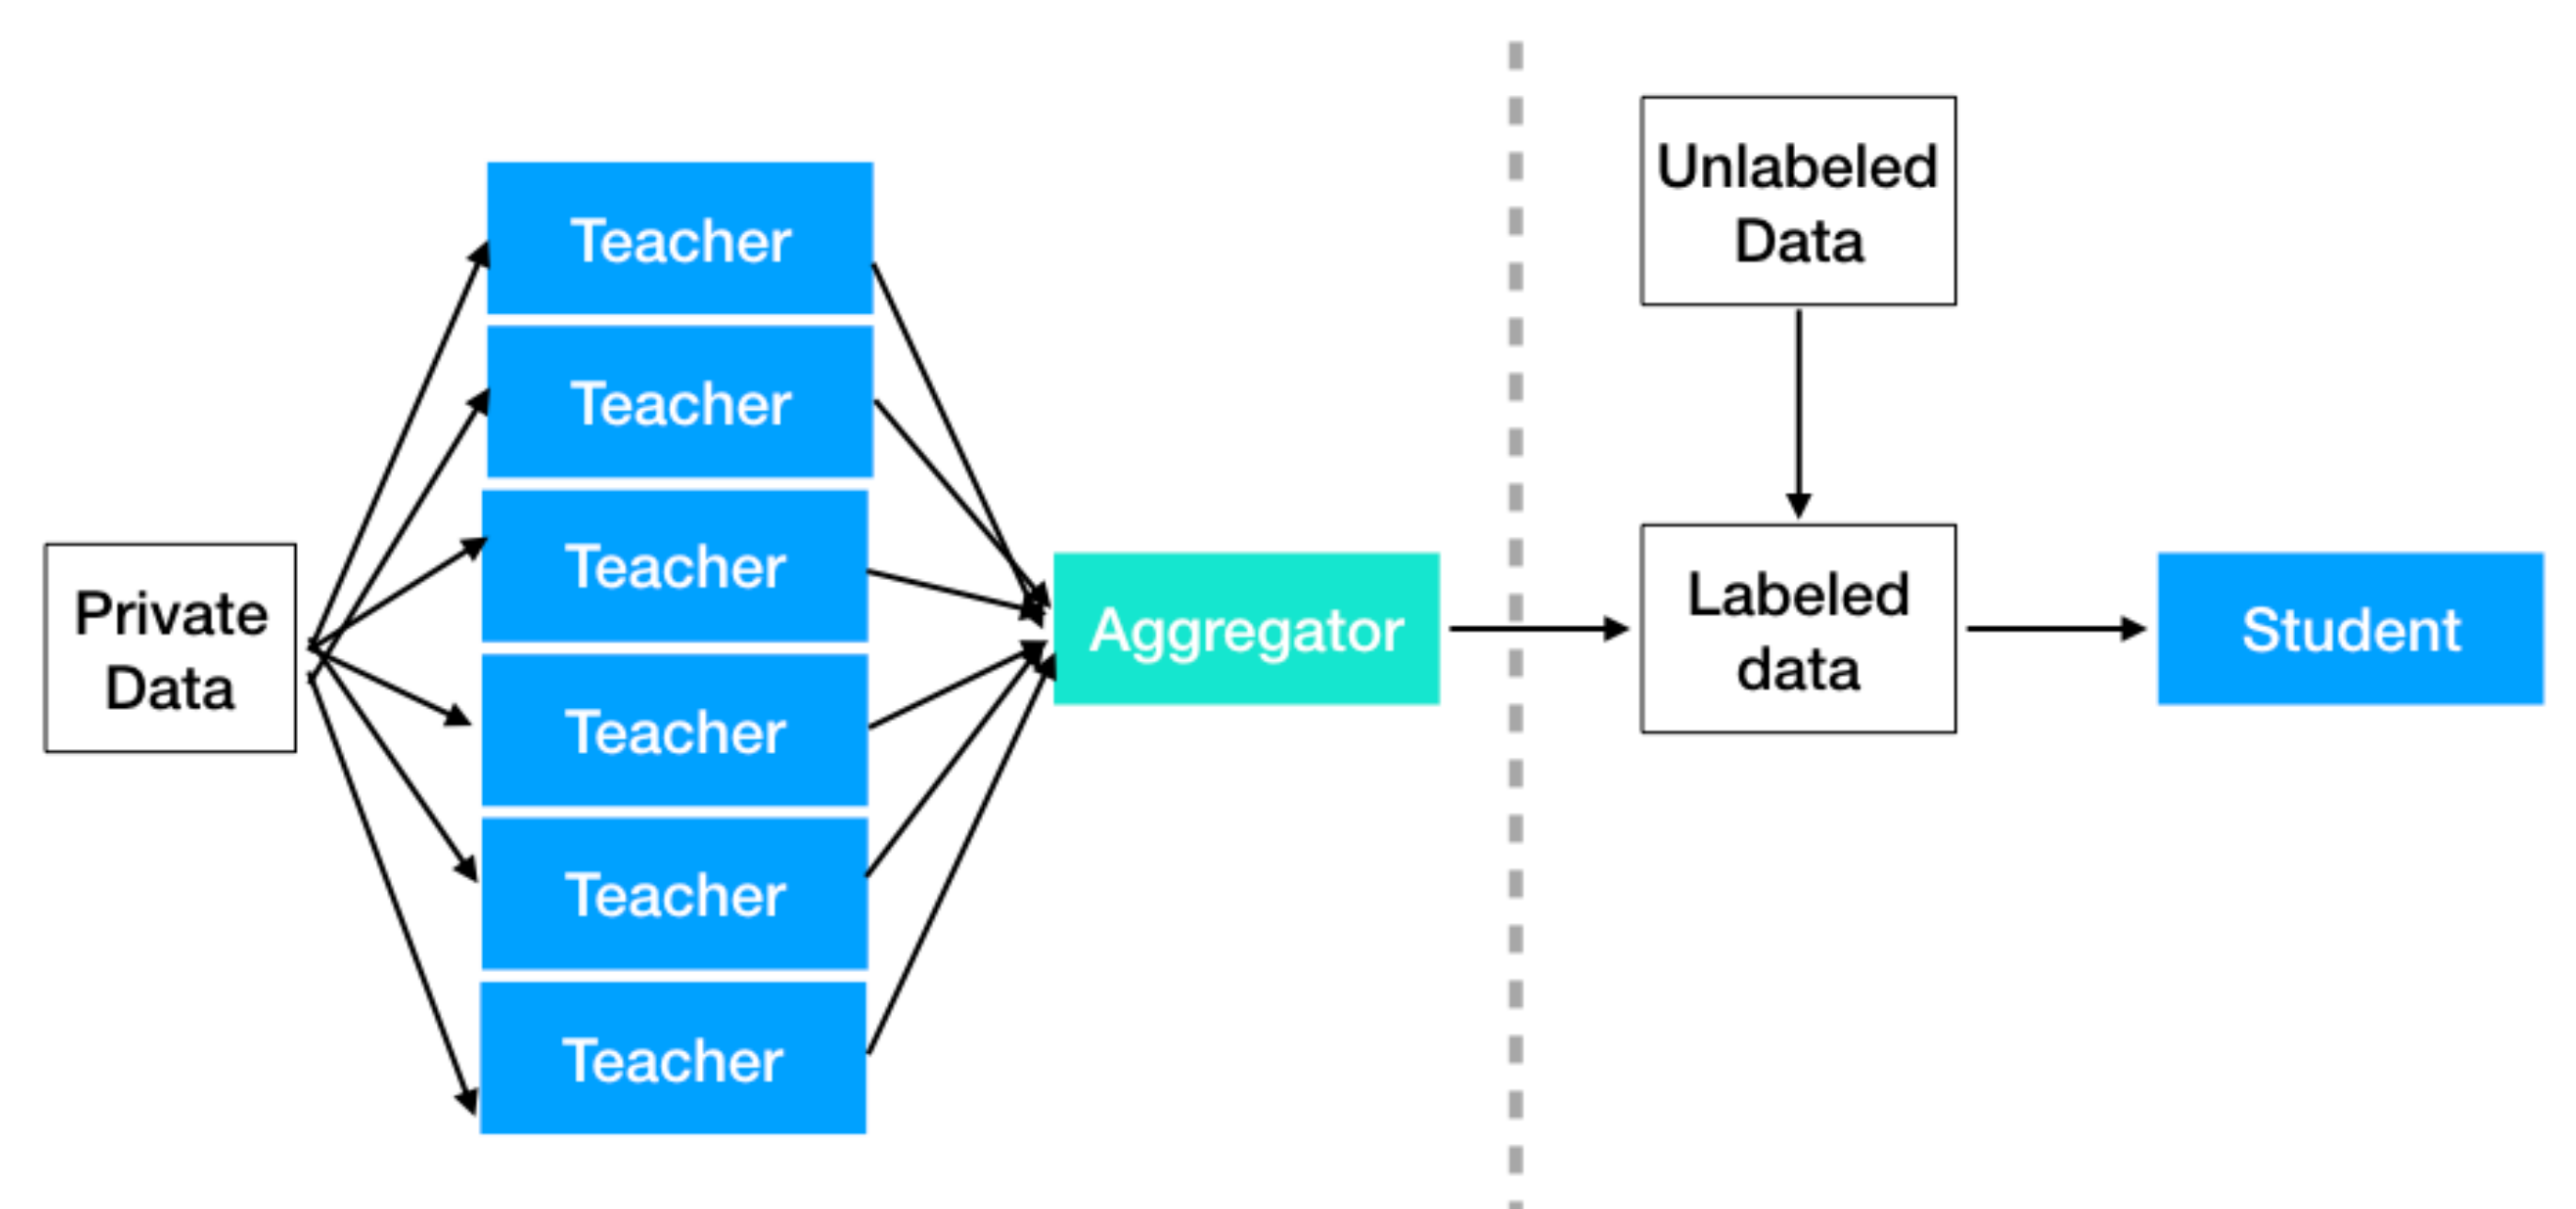 Private
Data
Teacher
Teacher
Teacher
Teacher
Teacher
Teacher
Aggregator
Unlabeled
Data
Labeled
data
Student